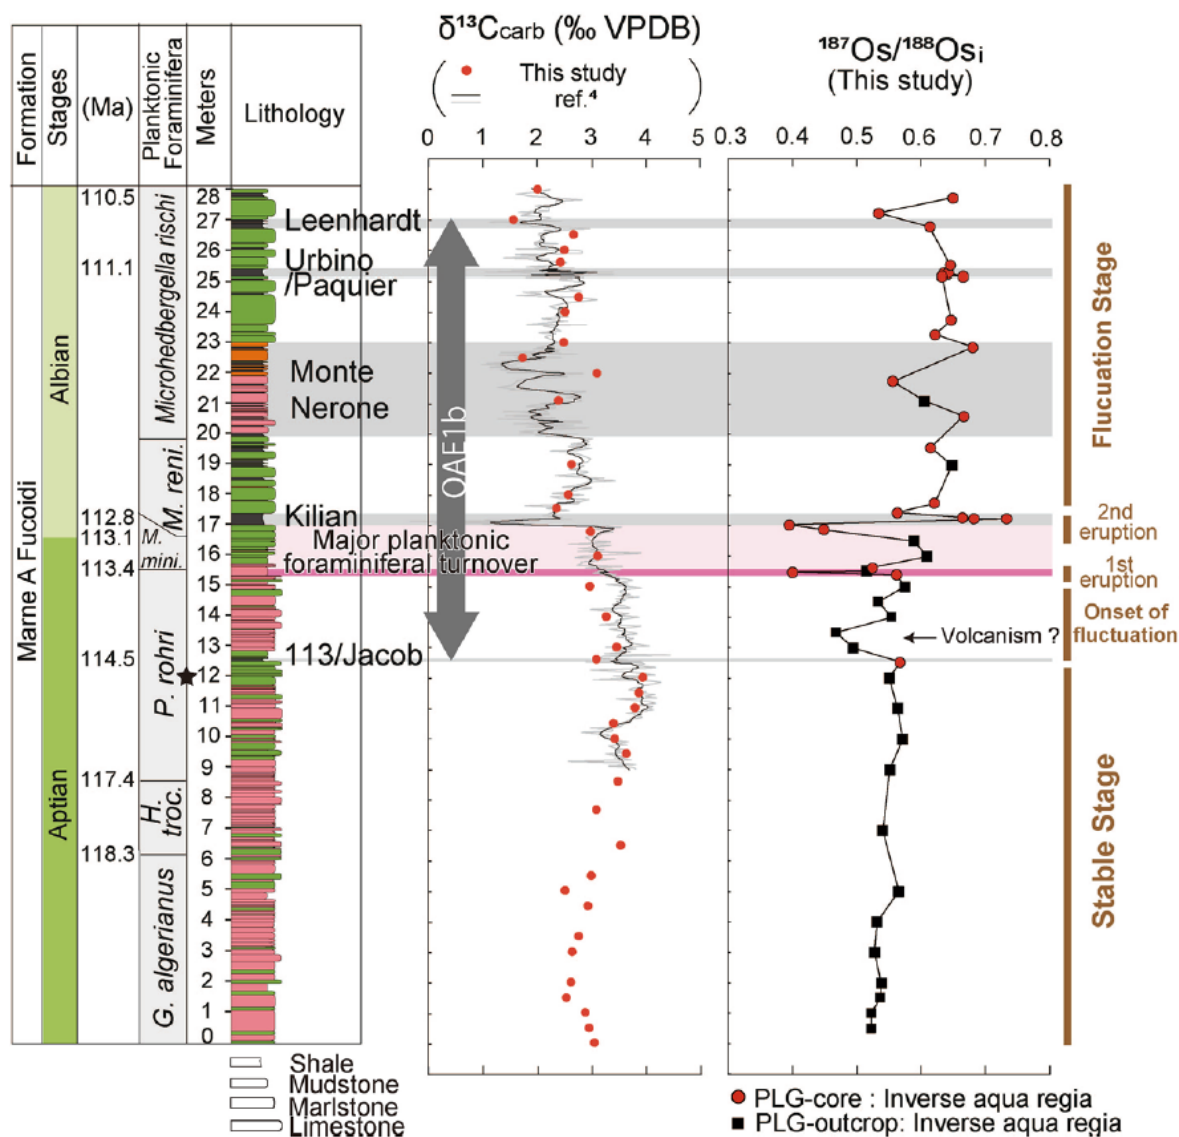 δ¹³Ccarb (‰ VPDB)
( This study
ref.⁴ )
¹⁸⁷Os/¹⁸⁸Osi
(This study)
Formation
Stages
(Ma)
Planktonic
Foraminifera
Meters
Lithology
0 1 2 3 4 5
0.3 0.4 0.5 0.6 0.7 0.8
Marne A Fucoidi
Albian
Aptian
110.5
111.1
112.8
113.1
113.4
114.5
117.4
118.3
Microhedbergella rischi
M. reni.
M.
mini.
P. rohri
H.
troc.
G. algerianus
28
27
26
25
24
23
22
21
20
19
18
17
16
15
14
13
12
11
10
9
8
7
6
5
4
3
2
1
0
Leenhardt
Urbino
/Paquier
Monte
Nerone
Kilian
Major planktonic
foraminiferal turnover
113/Jacob
OAE1b
Volcanism ?
Flucuation Stage
2nd
eruption
1st
eruption
Onset of
fluctuation
Stable Stage
Shale
Mudstone
Marlstone
Limestone
PLG-core : Inverse aqua regia
PLG-outcrop: Inverse aqua regia